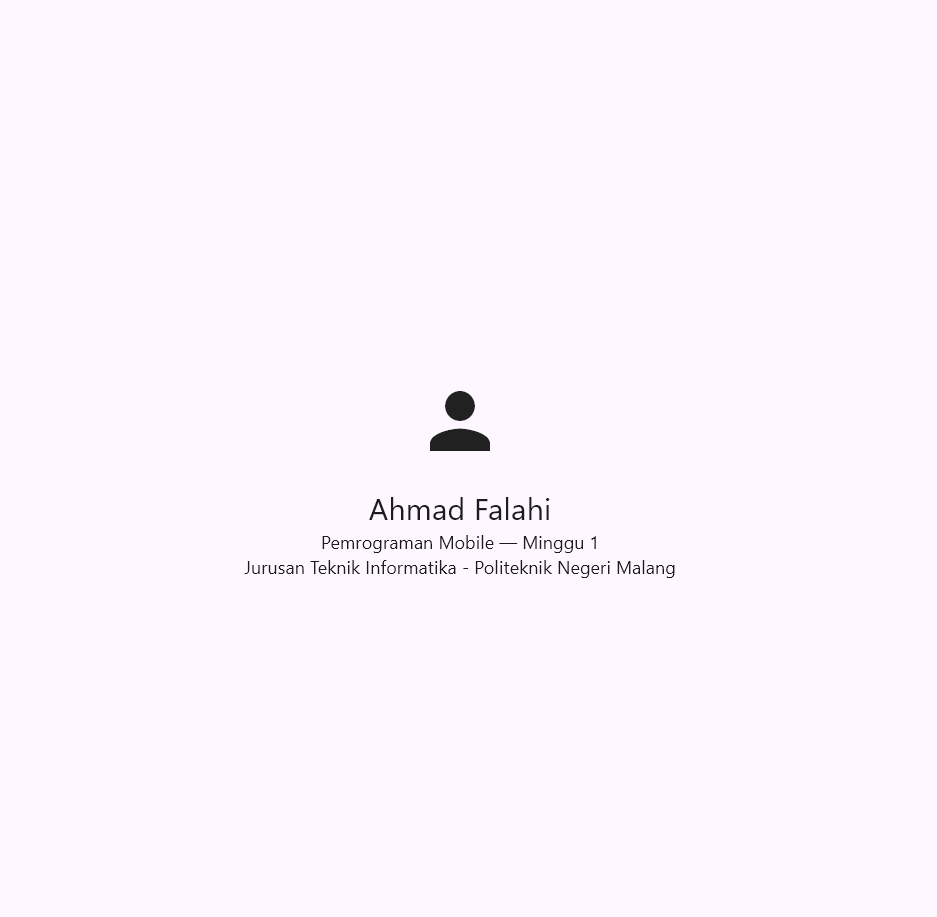 Ahmad Falahi
Pemrograman Mobile — Minggu 1
Jurusan Teknik Informatika - Politeknik Negeri Malang